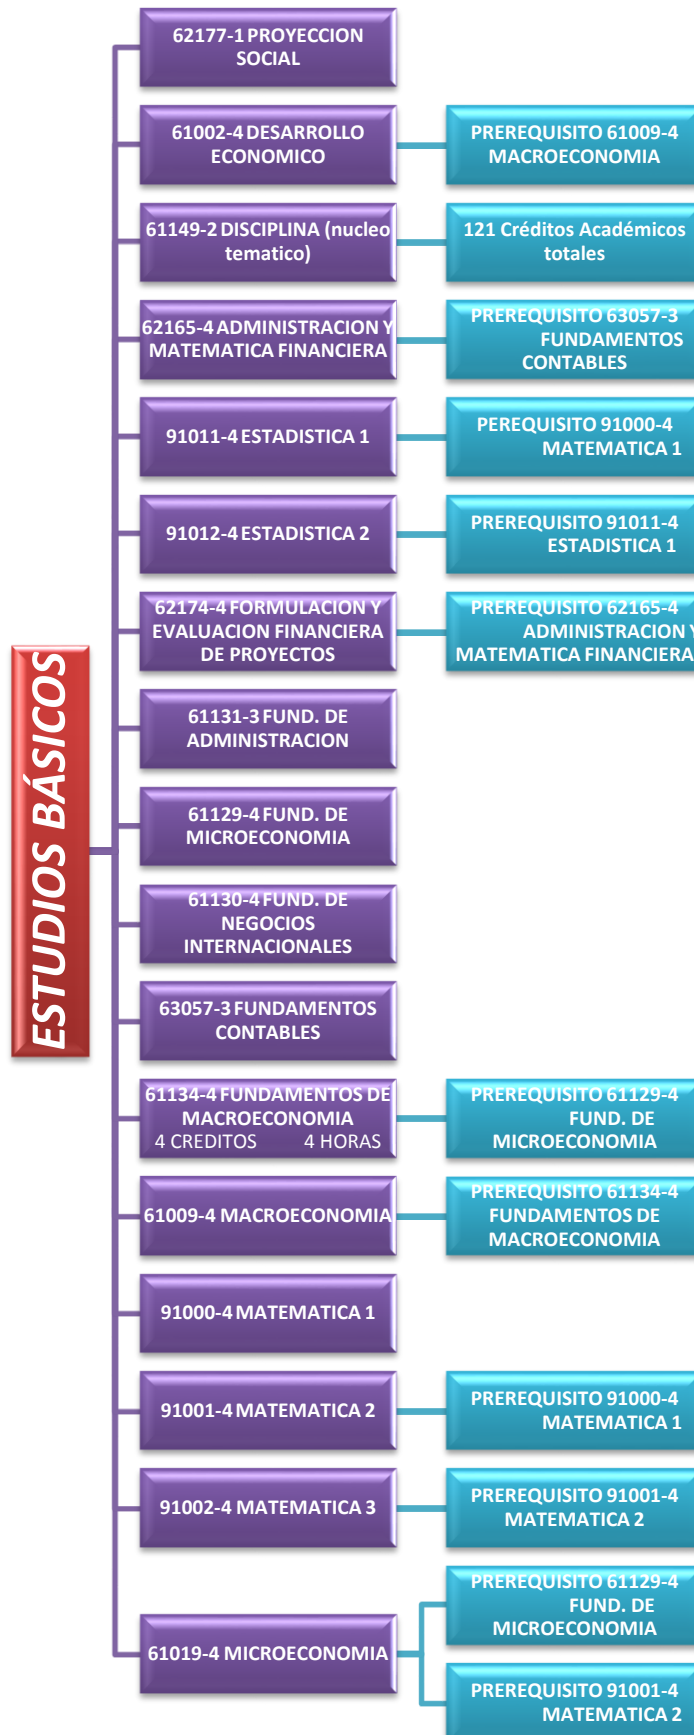 ESTUDIOS BÁSICOS
62177-1 PROYECCION
SOCIAL
61002-4 DESARROLLO
ECONOMICO
PREREQUISITO 61009-4
MACROECONOMIA
61149-2 DISCIPLINA (nucleo
tematico)
121 Créditos Académicos
totales
62165-4 ADMINISTRACION Y
MATEMATICA FINANCIERA
PREREQUISITO 63057-3
FUNDAMENTOS
CONTABLES
91011-4 ESTADISTICA 1
PEREQUISITO 91000-4
MATEMATICA 1
91012-4 ESTADISTICA 2
PREREQUISITO 91011-4
ESTADISTICA 1
62174-4 FORMULACION Y
EVALUACION FINANCIERA
DE PROYECTOS
PREREQUISITO 62165-4
ADMINISTRACION Y
MATEMATICA FINANCIERA
61131-3 FUND. DE
ADMINISTRACION
61129-4 FUND. DE
MICROECONOMIA
61130-4 FUND. DE
NEGOCIOS
INTERNACIONALES
63057-3 FUNDAMENTOS
CONTABLES
61134-4 FUNDAMENTOS DE
MACROECONOMIA
4 CREDITOS 4 HORAS
PREREQUISITO 61129-4
FUND. DE
MICROECONOMIA
61009-4 MACROECONOMIA
PREREQUISITO 61134-4
FUNDAMENTOS DE
MACROECONOMIA
91000-4 MATEMATICA 1
91001-4 MATEMATICA 2
PREREQUISITO 91000-4
MATEMATICA 1
91002-4 MATEMATICA 3
PREREQUISITO 91001-4
MATEMATICA 2
61019-4 MICROECONOMIA
PREREQUISITO 61129-4
FUND. DE
MICROECONOMIA
PREREQUISITO 91001-4
MATEMATICA 2